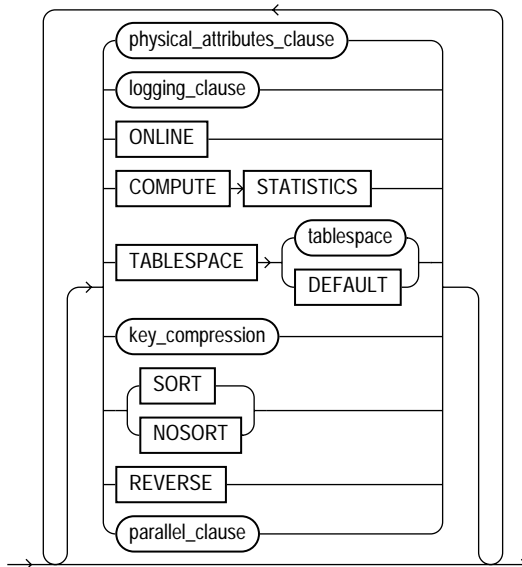 physical_attributes_clause
logging_clause
ONLINE
COMPUTE STATISTICS
TABLESPACE
tablespace
DEFAULT
key_compression
SORT
NOSORT
REVERSE
parallel_clause